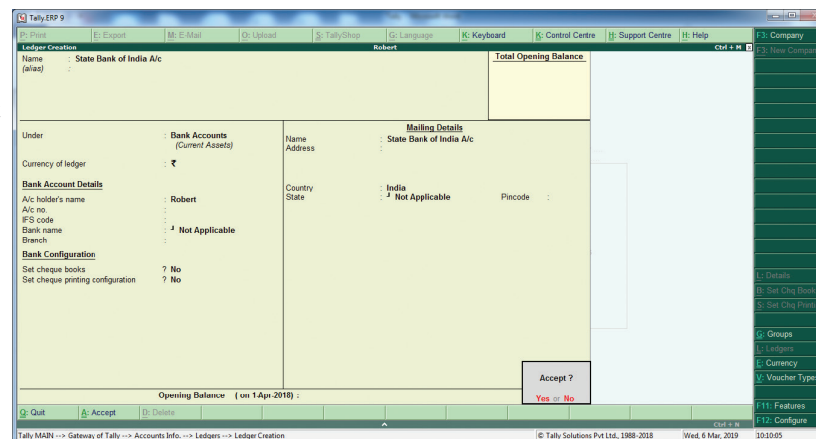 Tally.ERP 9
P: Print E: Export M: E-Mail O: Upload S: TallyShop G: Language K: Keyboard K: Control Centre H: Support Centre H: Help F3: Company
Ledger Creation Robert Ctrl + M F3: New Compan
Name : State Bank of India A/c Total Opening Balance
(alias) :
Mailing Details
Under : Bank Accounts
(Current Assets)
Name : State Bank of India A/c
Address :
Currency of ledger : ₹
Bank Account Details
Country : India
A/c holder's name : Robert State : ┘ Not Applicable Pincode :
A/c no. :
IFS code :
Bank name : ┘ Not Applicable
Branch :
Bank Configuration
Set cheque books ? No
Set cheque printing configuration ? No
L: Details
B: Set Chq Book
S: Set Chq Print
G: Groups
L: Ledgers
E: Currency
V: Voucher Type
Accept ?
Yes or No
Opening Balance ( on 1-Apr-2018) :
Q: Quit A: Accept D: Delete F11: Features
Ctrl + N F12: Configure
Tally MAIN --> Gateway of Tally --> Accounts Info. --> Ledgers --> Ledger Creation © Tally Solutions Pvt Ltd., 1988-2018 Wed, 6 Mar, 2019 10:10:05